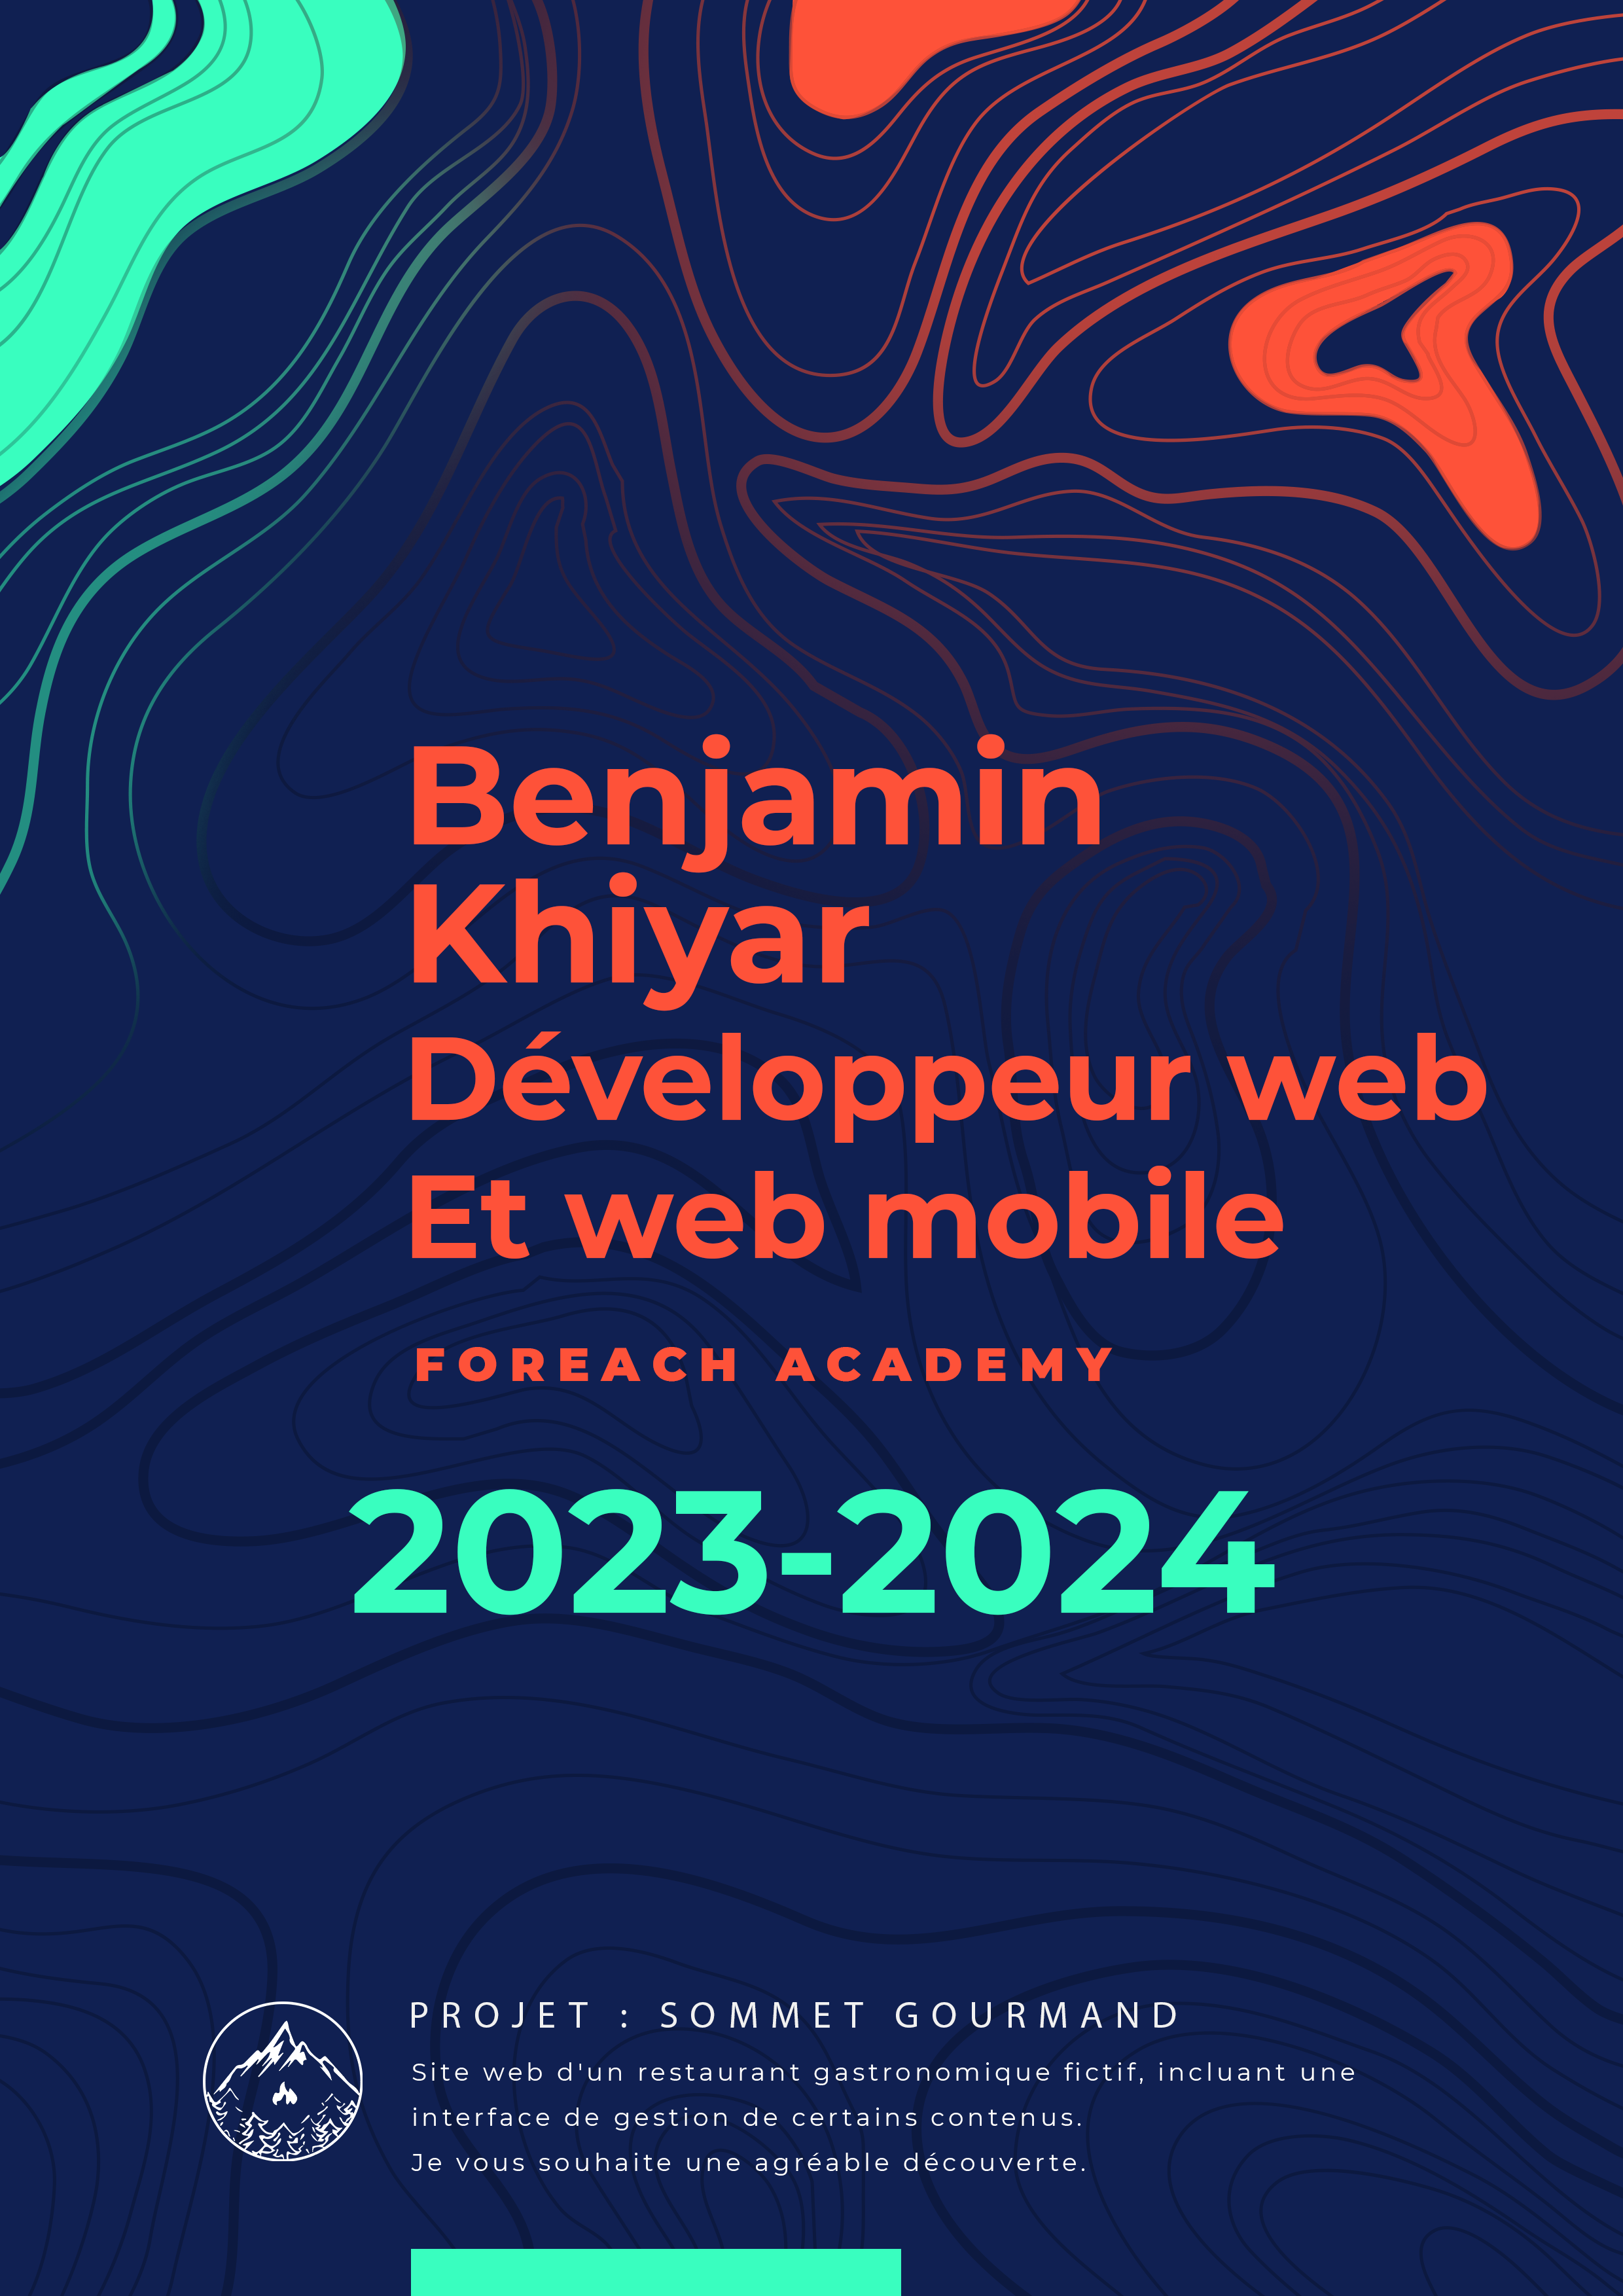 Benjamin
Khiyar
Développeur web
Et web mobile
FOREACH ACADEMY
2023-2024
PROJET : SOMMET GOURMAND
Site web d'un restaurant gastronomique fictif, incluant une
interface de gestion de certains contenus.
Je vous souhaite une agréable découverte.